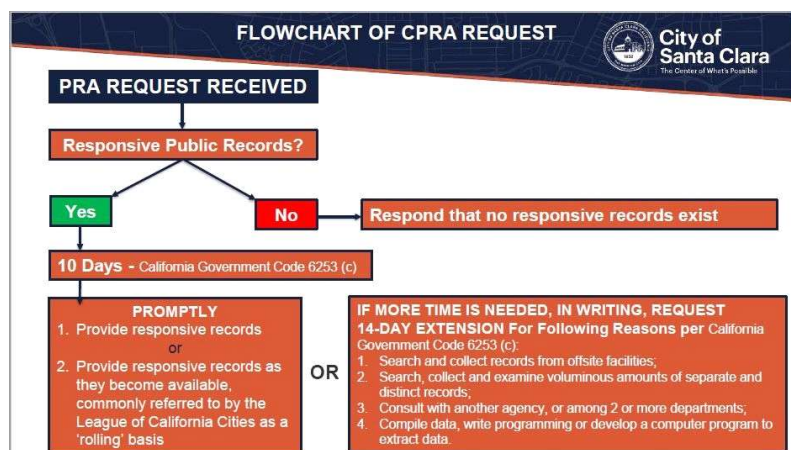 FLOWCHART OF CPRA REQUEST
City of
Santa Clara
The Center of What's Possible
PRA REQUEST RECEIVED
Responsive Public Records?
Yes
No
Respond that no responsive records exist
10 Days - California Government Code 6253 (c)
PROMPTLY
1. Provide responsive records
or
2. Provide responsive records as
they become available,
commonly referred to by the
League of California Cities as a
'rolling' basis
OR
IF MORE TIME IS NEEDED, IN WRITING, REQUEST
14-DAY EXTENSION For Following Reasons per California
Government Code 6253 (c):
1. Search and collect records from offsite facilities;
2. Search, collect and examine voluminous amounts of separate and
distinct records;
3. Consult with another agency, or among 2 or more departments;
4. Compile data, write programming or develop a computer program to
extract data.